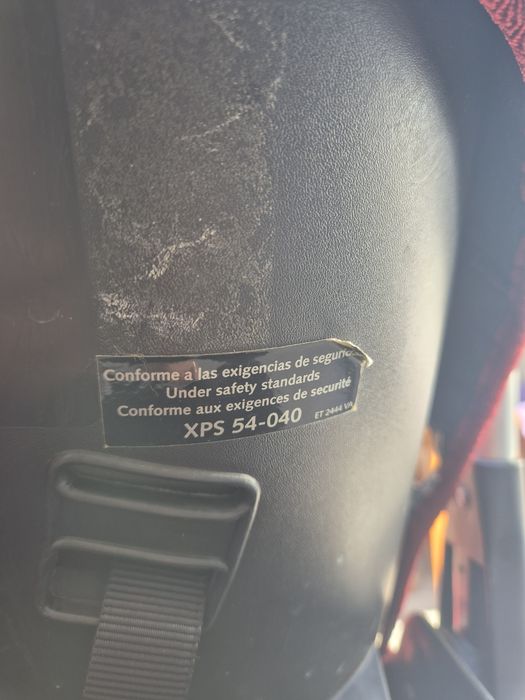 Conforme a las exigencias de
Under safety standards
Conforme aux exigences de securité
XPS 54-040
ET 2444 VA